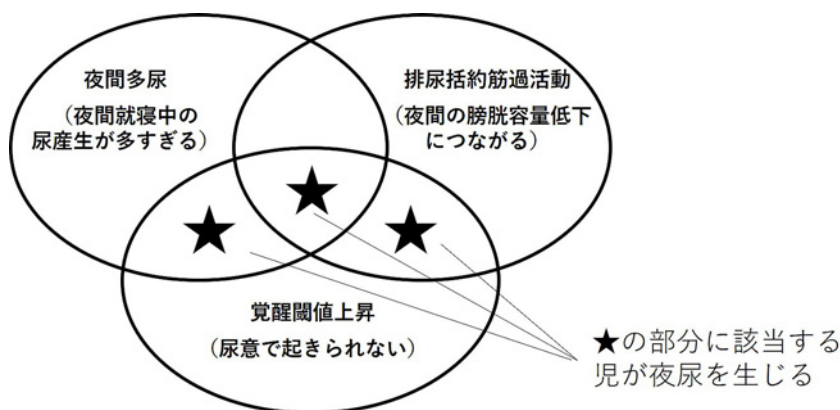 夜間多尿
（夜間就寝中の
尿産生が多すぎる）
排尿括約筋過活動
（夜間の膀胱容量低下
につながる）
覚醒閾値上昇
（尿意で起きられない）
★の部分に該当する
児が夜尿を生じる